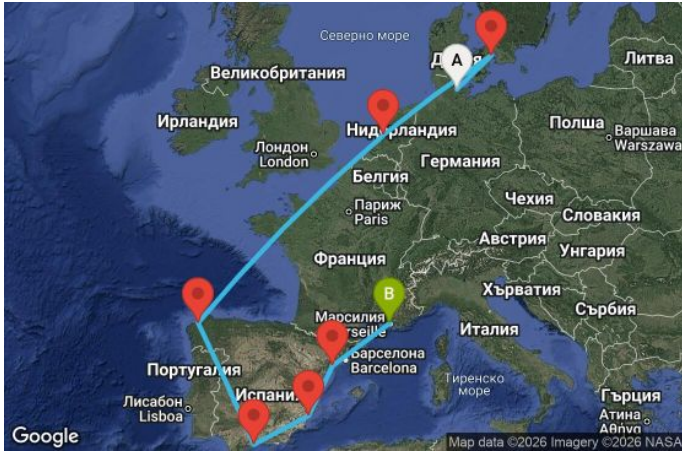 Северно море
A
Литва
Великобритания
Ирландия
Нидерландия
Полша
Варшава
Warszawa
Лондон
London
Германия
Белгия
Париж
Paris
Чехия
Словакия
Австрия
Унгария
Франция
B
Хърватия
Сърбия
Марсилия
Италия
Португалия
Барселона
Barcelona
Тиренско
море
Испания
Гърция
Лисабон
Lisboa
Атина
Αθήνα
Google
Map data ©2026 Imagery ©2026 NASA